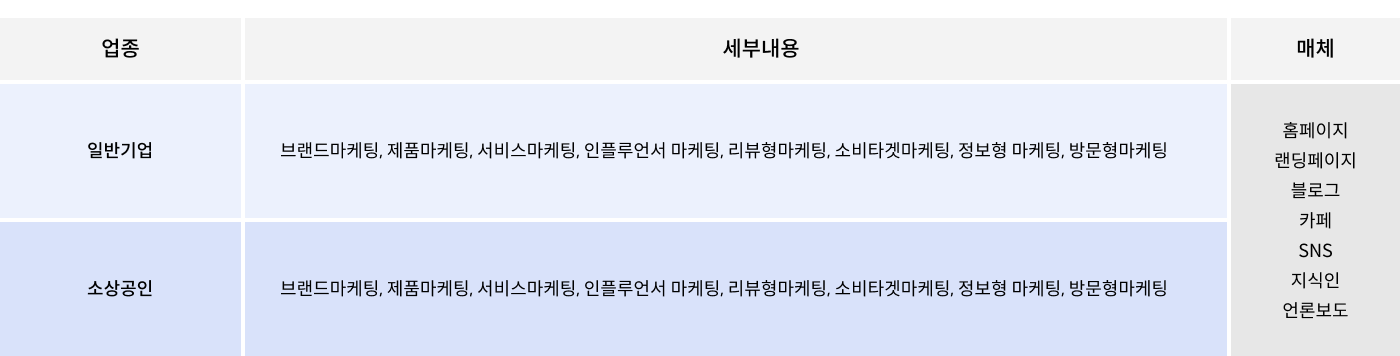 업종
세부내용
매체
일반기업
브랜드마케팅, 제품마케팅, 서비스마케팅, 인플루언서 마케팅, 리뷰형마케팅, 소비타겟마케팅, 정보형 마케팅, 방문형마케팅
소상공인
브랜드마케팅, 제품마케팅, 서비스마케팅, 인플루언서 마케팅, 리뷰형마케팅, 소비타겟마케팅, 정보형 마케팅, 방문형마케팅
홈페이지
랜딩페이지
블로그
카페
SNS
지식인
언론보도